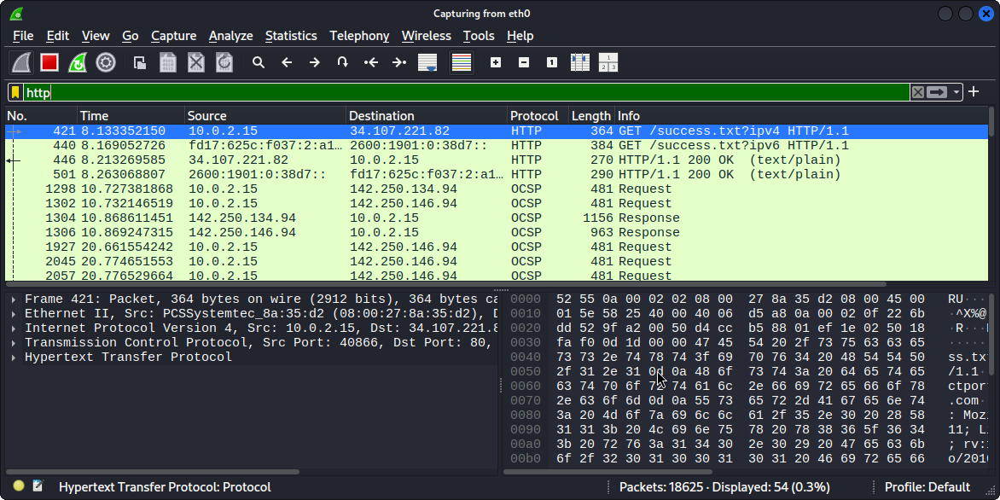 Capturing from eth0
File Edit View Go Capture Analyze Statistics Telephony Wireless Tools Help
http
No. Time Source Destination Protocol Length Info
421 8.133352150 10.0.2.15 34.107.221.82 HTTP 364 GET /success.txt?ipv4 HTTP/1.1
440 8.169052726 fd17:625c:f037:2:a1… 2600:1901:0:38d7:: HTTP 384 GET /success.txt?ipv6 HTTP/1.1
446 8.213269585 34.107.221.82 10.0.2.15 HTTP 270 HTTP/1.1 200 OK (text/plain)
501 8.263068807 2600:1901:0:38d7:: fd17:625c:f037:2:a1… HTTP 290 HTTP/1.1 200 OK (text/plain)
1298 10.727381868 10.0.2.15 142.250.134.94 OCSP 481 Request
1302 10.732146519 10.0.2.15 142.250.146.94 OCSP 481 Request
1304 10.868611451 142.250.134.94 10.0.2.15 OCSP 1156 Response
1306 10.869247315 142.250.146.94 10.0.2.15 OCSP 963 Response
1927 20.661554242 10.0.2.15 142.250.146.94 OCSP 481 Request
2045 20.774651553 10.0.2.15 142.250.146.94 OCSP 481 Request
2057 20.776529664 10.0.2.15 142.250.146.94 OCSP 481 Request
Frame 421: Packet, 364 bytes on wire (2912 bits), 364 bytes ca
Ethernet II, Src: PCSSystemtec_8a:35:d2 (08:00:27:8a:35:d2), D
Internet Protocol Version 4, Src: 10.0.2.15, Dst: 34.107.221.8
Transmission Control Protocol, Src Port: 40866, Dst Port: 80,
Hypertext Transfer Protocol
0000 52 55 0a 00 02 02 08 00 27 8a 35 d2 08 00 45 00 RU···
0010 01 5e 58 25 40 00 40 06 d5 a8 0a 00 02 0f 22 6b ·^X%@
0020 dd 52 9f a2 00 50 d4 cc b5 88 01 ef 1e 02 50 18 ·R···P
0030 fa f0 0d 1d 00 00 47 45 54 20 2f 73 75 63 63 65 ·····
0040 73 73 2e 74 78 74 3f 69 70 76 34 20 48 54 54 50 ss.tx
0050 2f 31 2e 31 0d 0a 48 6f 73 74 3a 20 64 65 74 65 /1.1·
0060 63 74 70 6f 72 74 61 6c 2e 66 69 72 65 66 6f 78 ctpor
0070 2e 63 6f 6d 0d 0a 55 73 65 72 2d 41 67 65 6e 74 .com·
0080 3a 20 4d 6f 7a 69 6c 6c 61 2f 35 2e 30 20 28 58 : Moz
0090 31 31 3b 20 4c 69 6e 75 78 20 78 38 36 5f 36 34 11; L
00a0 3b 20 72 76 3a 31 34 30 2e 30 29 20 47 65 63 6b ; rv:
00b0 6f 2f 32 30 31 30 30 31 30 31 20 46 69 72 65 66 o/201
Hypertext Transfer Protocol: Protocol Packets: 18625 · Displayed: 54 (0.3%) Profile: Default